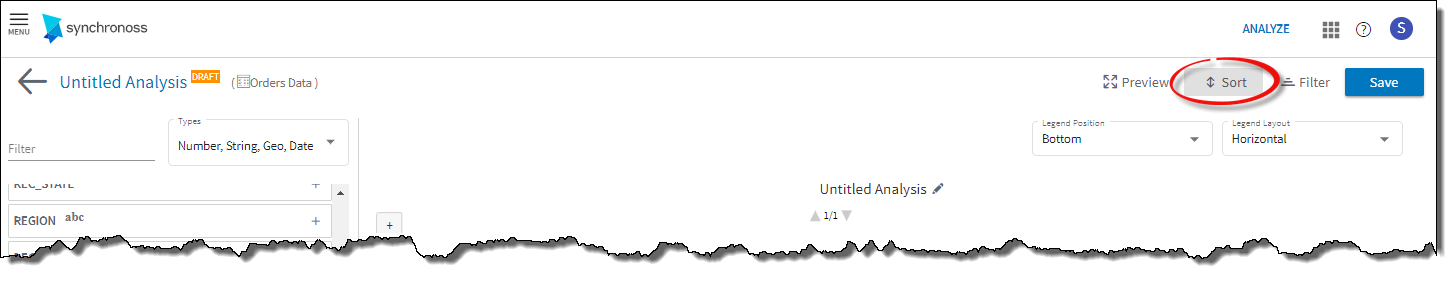 MENU
synchronoss
ANALYZE
?
S
Untitled Analysis DRAFT ( Orders Data )
Preview
Sort
Filter
Save
Filter
Types
Number, String, Geo, Date
Legend Position
Bottom
Legend Layout
Horizontal
REC_STATE +
REGION abc +
+
Untitled Analysis
1/1